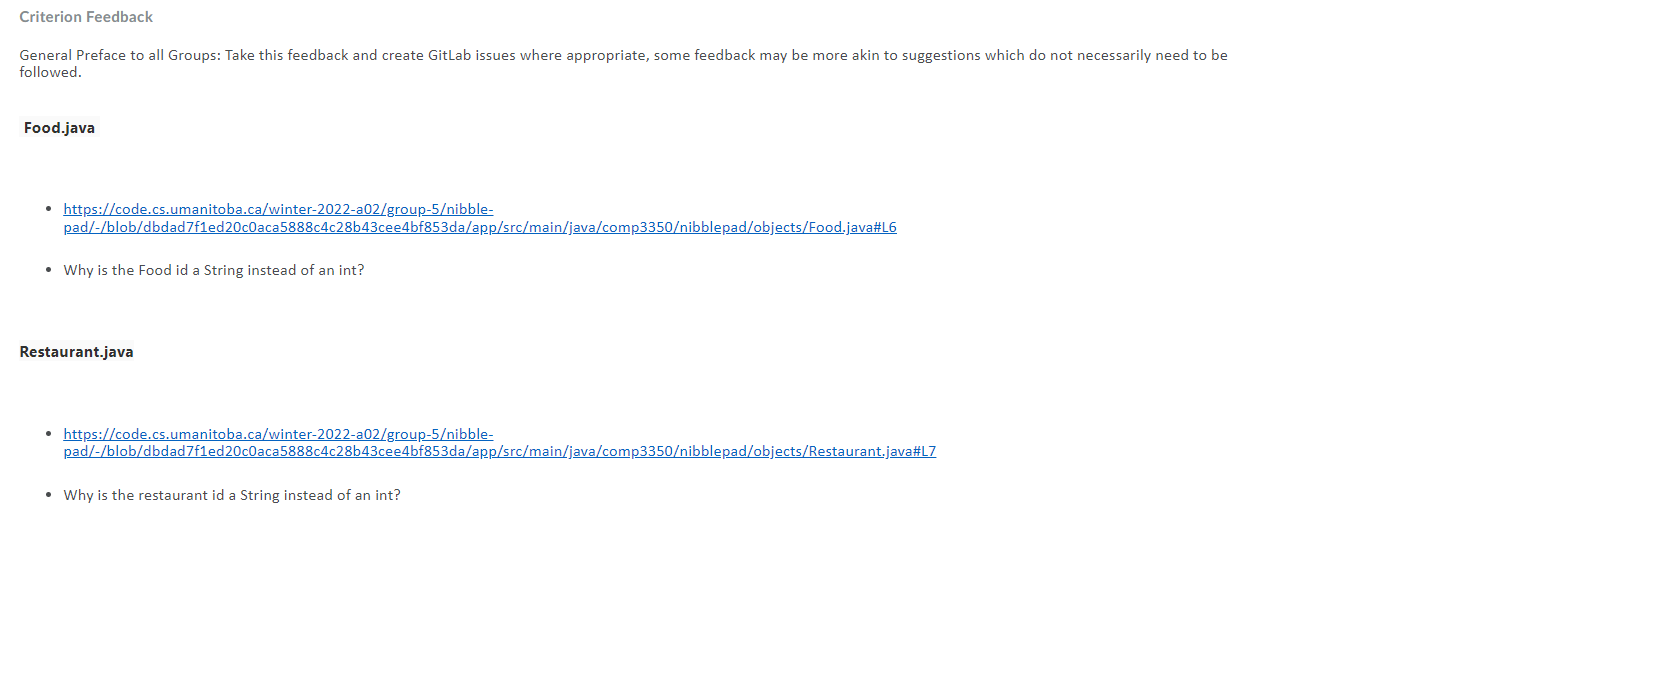 Criterion Feedback
General Preface to all Groups: Take this feedback and create GitLab issues where appropriate, some feedback may be more akin to suggestions which do not necessarily need to be
followed.
Food.java
• https://code.cs.umanitoba.ca/winter-2022-a02/group-5/nibble-
pad/-/blob/dbdad7f1ed20c0aca5888c4c28b43cee4bf853da/app/src/main/java/comp3350/nibblepad/objects/Food.java#L6
• Why is the Food id a String instead of an int?
Restaurant.java
• https://code.cs.umanitoba.ca/winter-2022-a02/group-5/nibble-
pad/-/blob/dbdad7f1ed20c0aca5888c4c28b43cee4bf853da/app/src/main/java/comp3350/nibblepad/objects/Restaurant.java#L7
• Why is the restaurant id a String instead of an int?